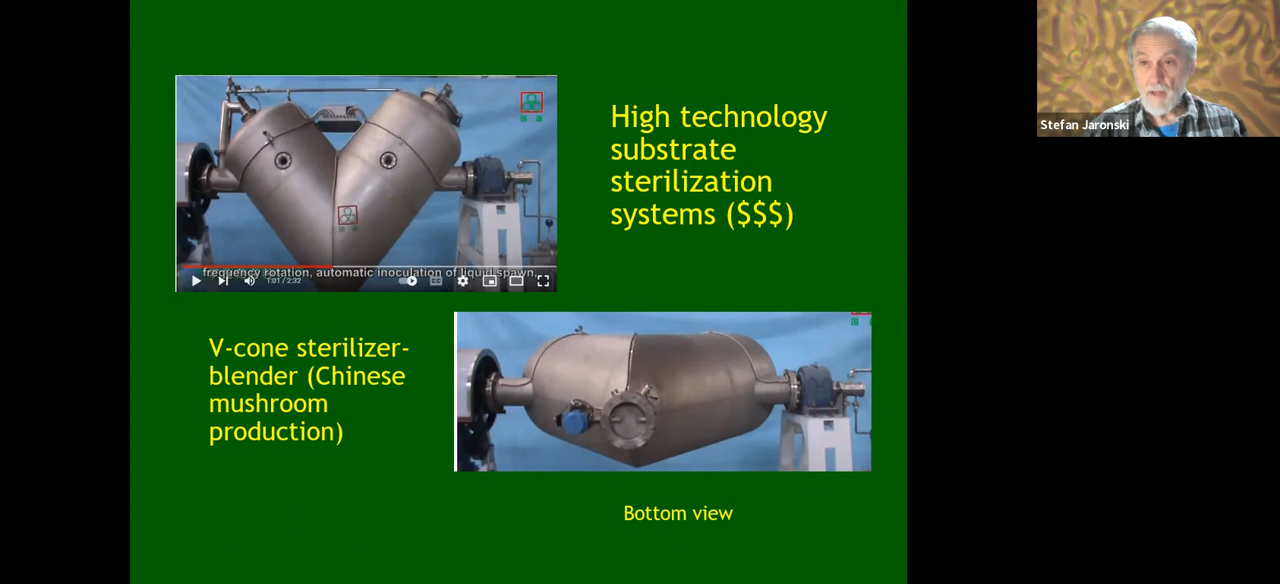 High technology
substrate
sterilization
systems ($$$)
frequency rotation, automatic inoculation of liquid spawn,
1:01 / 2:32
V-cone sterilizer-
blender (Chinese
mushroom
production)
Bottom view
Stefan Jaronski